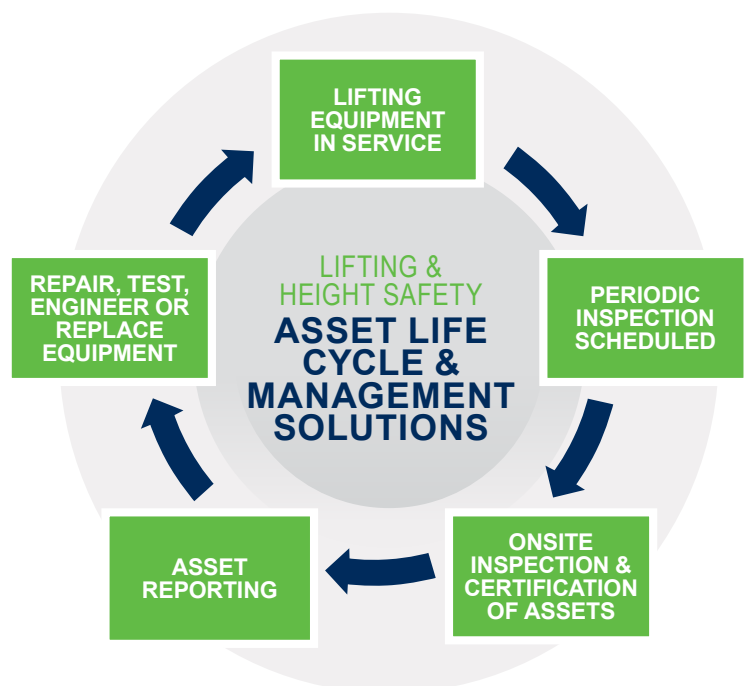 LIFTING
EQUIPMENT
IN SERVICE
LIFTING &
HEIGHT SAFETY
ASSET LIFE
CYCLE &
MANAGEMENT
SOLUTIONS
PERIODIC
INSPECTION
SCHEDULED
ONSITE
INSPECTION &
CERTIFICATION
OF ASSETS
ASSET
REPORTING
REPAIR, TEST,
ENGINEER OR
REPLACE
EQUIPMENT